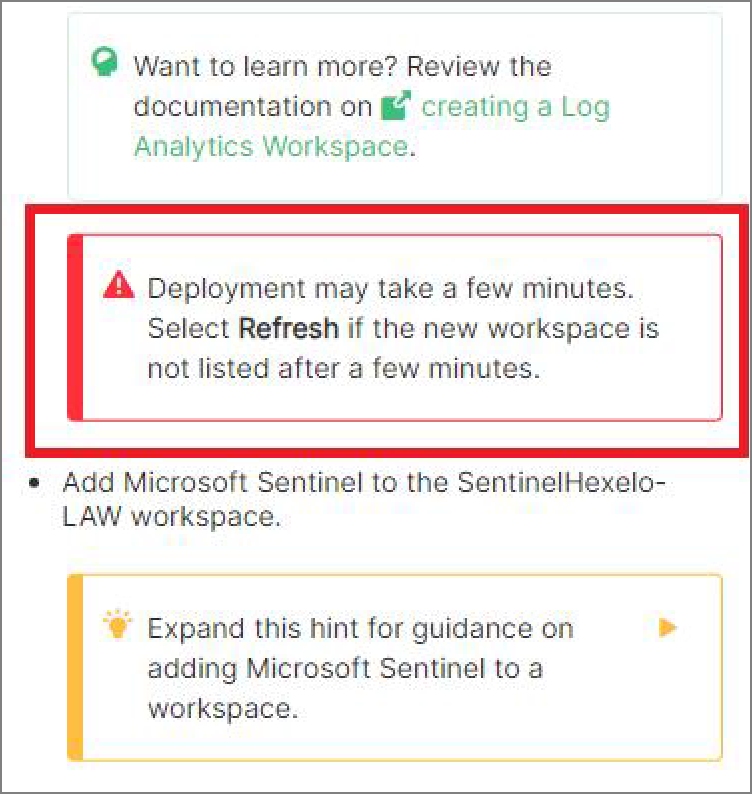 Want to learn more? Review the
documentation on creating a Log
Analytics Workspace.
Deployment may take a few minutes.
Select Refresh if the new workspace is
not listed after a few minutes.
• Add Microsoft Sentinel to the SentinelHexelo-
LAW workspace.
Expand this hint for guidance on
adding Microsoft Sentinel to a
workspace.